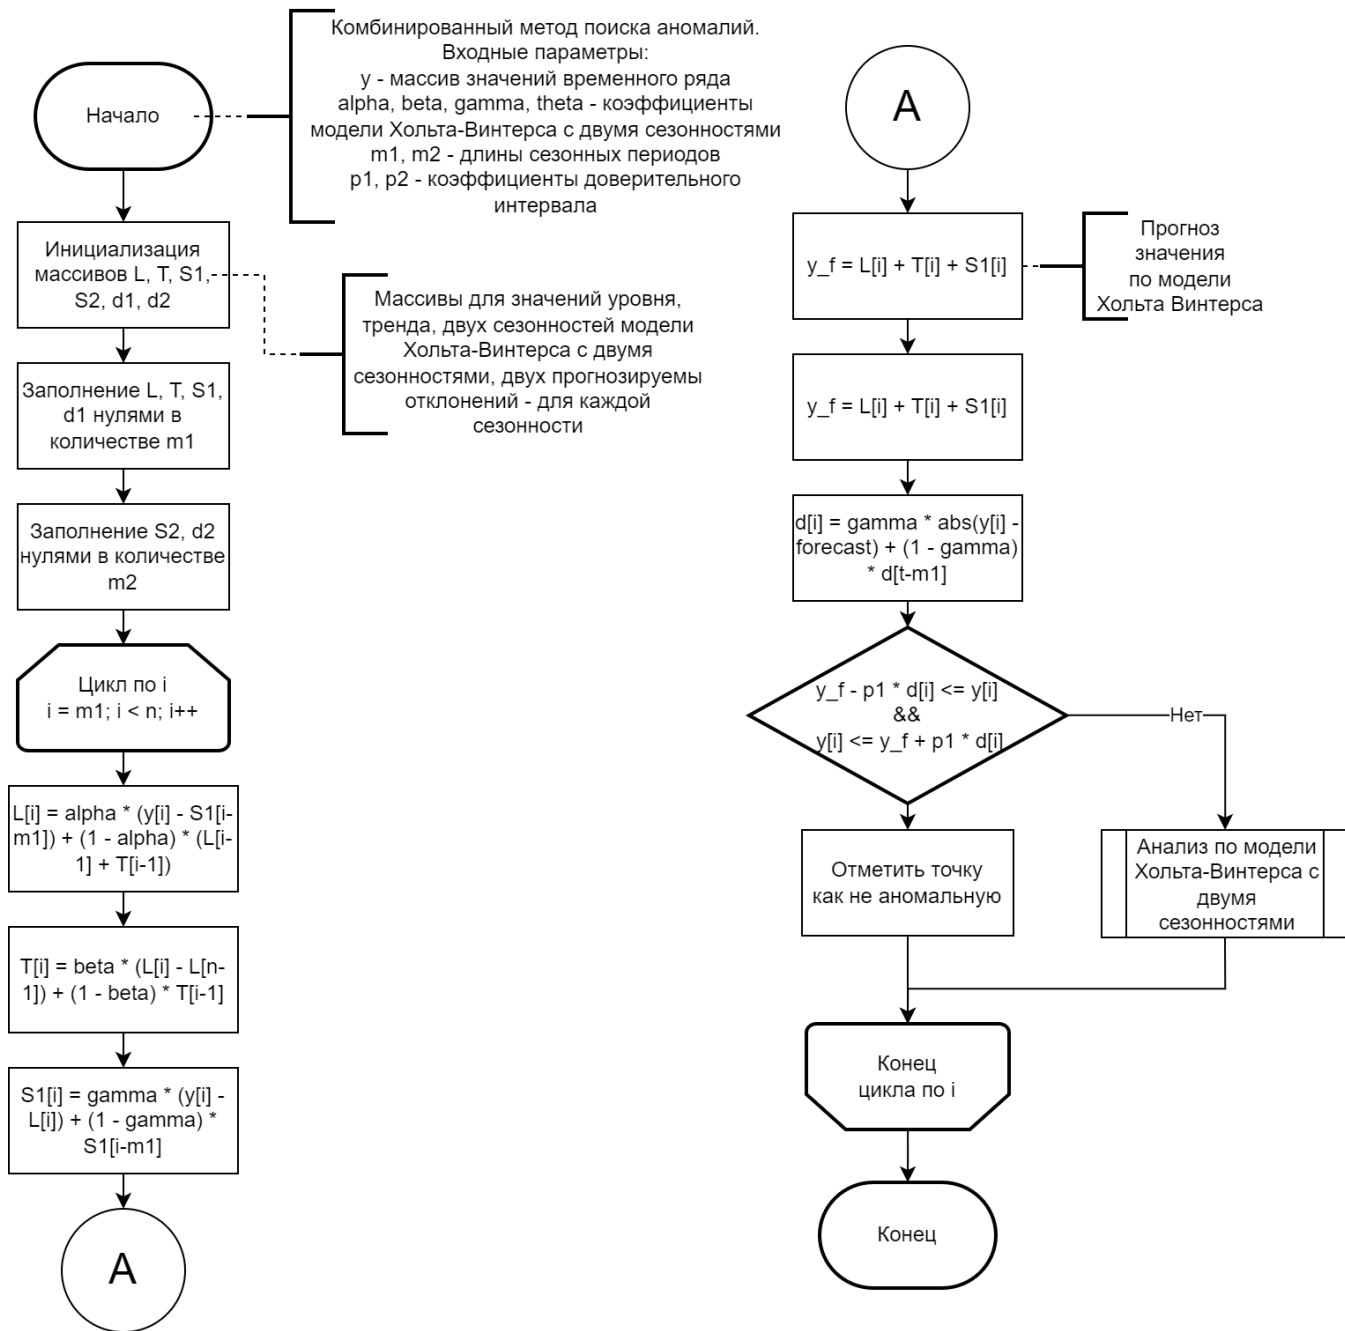 Начало
Комбинированный метод поиска аномалий.
Входные параметры:
y - массив значений временного ряда
alpha, beta, gamma, theta - коэффициенты
модели Хольта-Винтерса с двумя сезонностями
m1, m2 - длины сезонных периодов
p1, p2 - коэффициенты доверительного
интервала
Инициализация
массивов L, T, S1,
S2, d1, d2
Массивы для значений уровня,
тренда, двух сезонностей модели
Хольта-Винтерса с двумя
сезонностями, двух прогнозируемы
отклонений - для каждой
сезонности
Заполнение L, T, S1,
d1 нулями в
количестве m1
Заполнение S2, d2
нулями в количестве
m2
Цикл по i
i = m1; i < n; i++
L[i] = alpha * (y[i] - S1[i-
m1]) + (1 - alpha) * (L[i-
1] + T[i-1])
T[i] = beta * (L[i] - L[n-
1]) + (1 - beta) * T[i-1]
S1[i] = gamma * (y[i] -
L[i]) + (1 - gamma) *
S1[i-m1]
A
A
y_f = L[i] + T[i] + S1[i]
Прогноз
значения
по модели
Хольта Винтерса
y_f = L[i] + T[i] + S1[i]
d[i] = gamma * abs(y[i] -
forecast) + (1 - gamma)
* d[t-m1]
y_f - p1 * d[i] <= y[i]
&&
y[i] <= y_f + p1 * d[i]
Нет
Отметить точку
как не аномальную
Анализ по модели
Хольта-Винтерса с
двумя
сезонностями
Конец
цикла по i
Конец